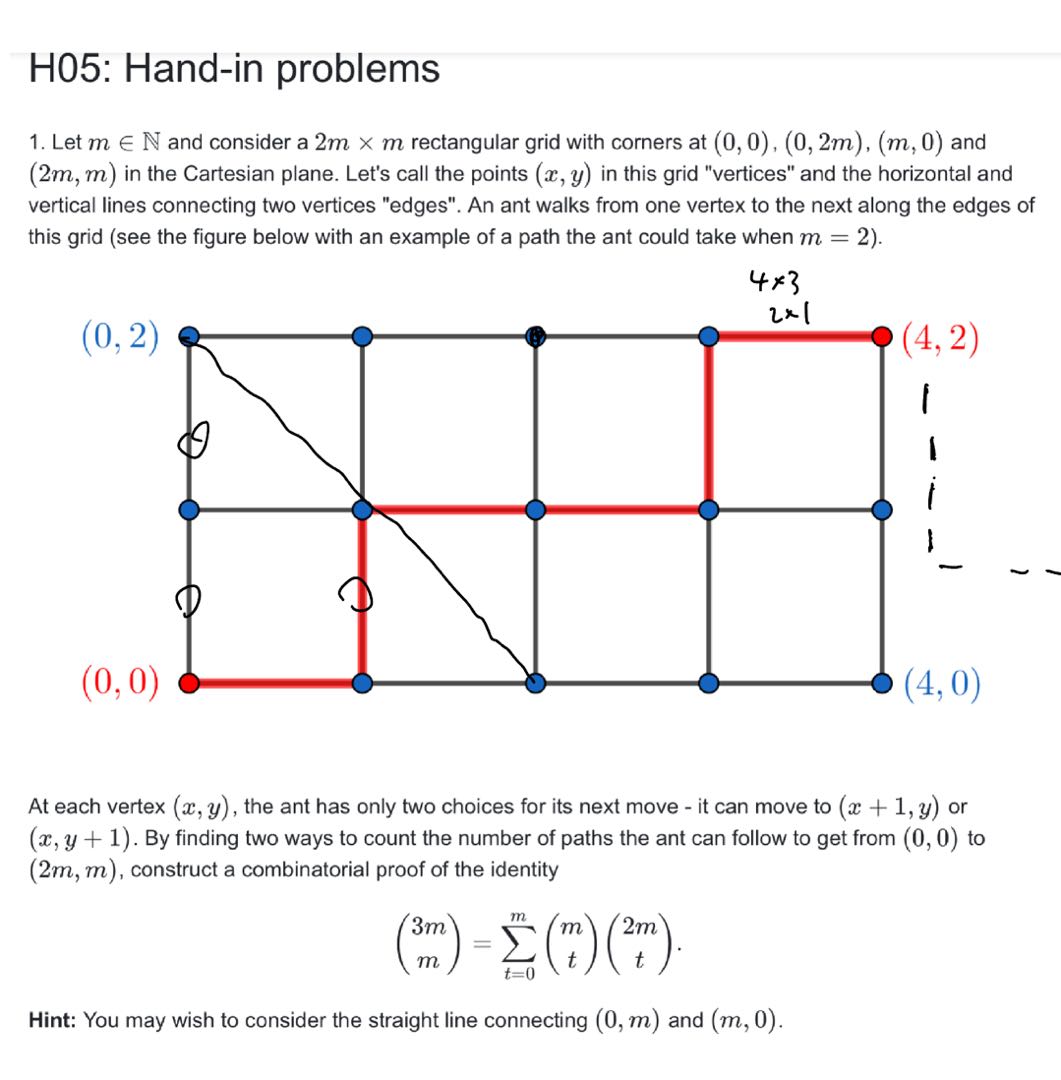 H05: Hand-in problems
1. Let m ∈ ℕ and consider a 2m × m rectangular grid with corners at (0, 0), (0, 2m), (m, 0) and
(2m, m) in the Cartesian plane. Let's call the points (x, y) in this grid "vertices" and the horizontal and
vertical lines connecting two vertices "edges". An ant walks from one vertex to the next along the edges of
this grid (see the figure below with an example of a path the ant could take when m = 2).
4×3
2×1
(0, 2)
(4, 2)
(0, 0)
(4, 0)
At each vertex (x, y), the ant has only two choices for its next move - it can move to (x + 1, y) or
(x, y + 1). By finding two ways to count the number of paths the ant can follow to get from (0, 0) to
(2m, m), construct a combinatorial proof of the identity
\binom{3m}{m} = \sum_{t=0}^{m} \binom{m}{t} \binom{2m}{t}.
Hint: You may wish to consider the straight line connecting (0, m) and (m, 0).